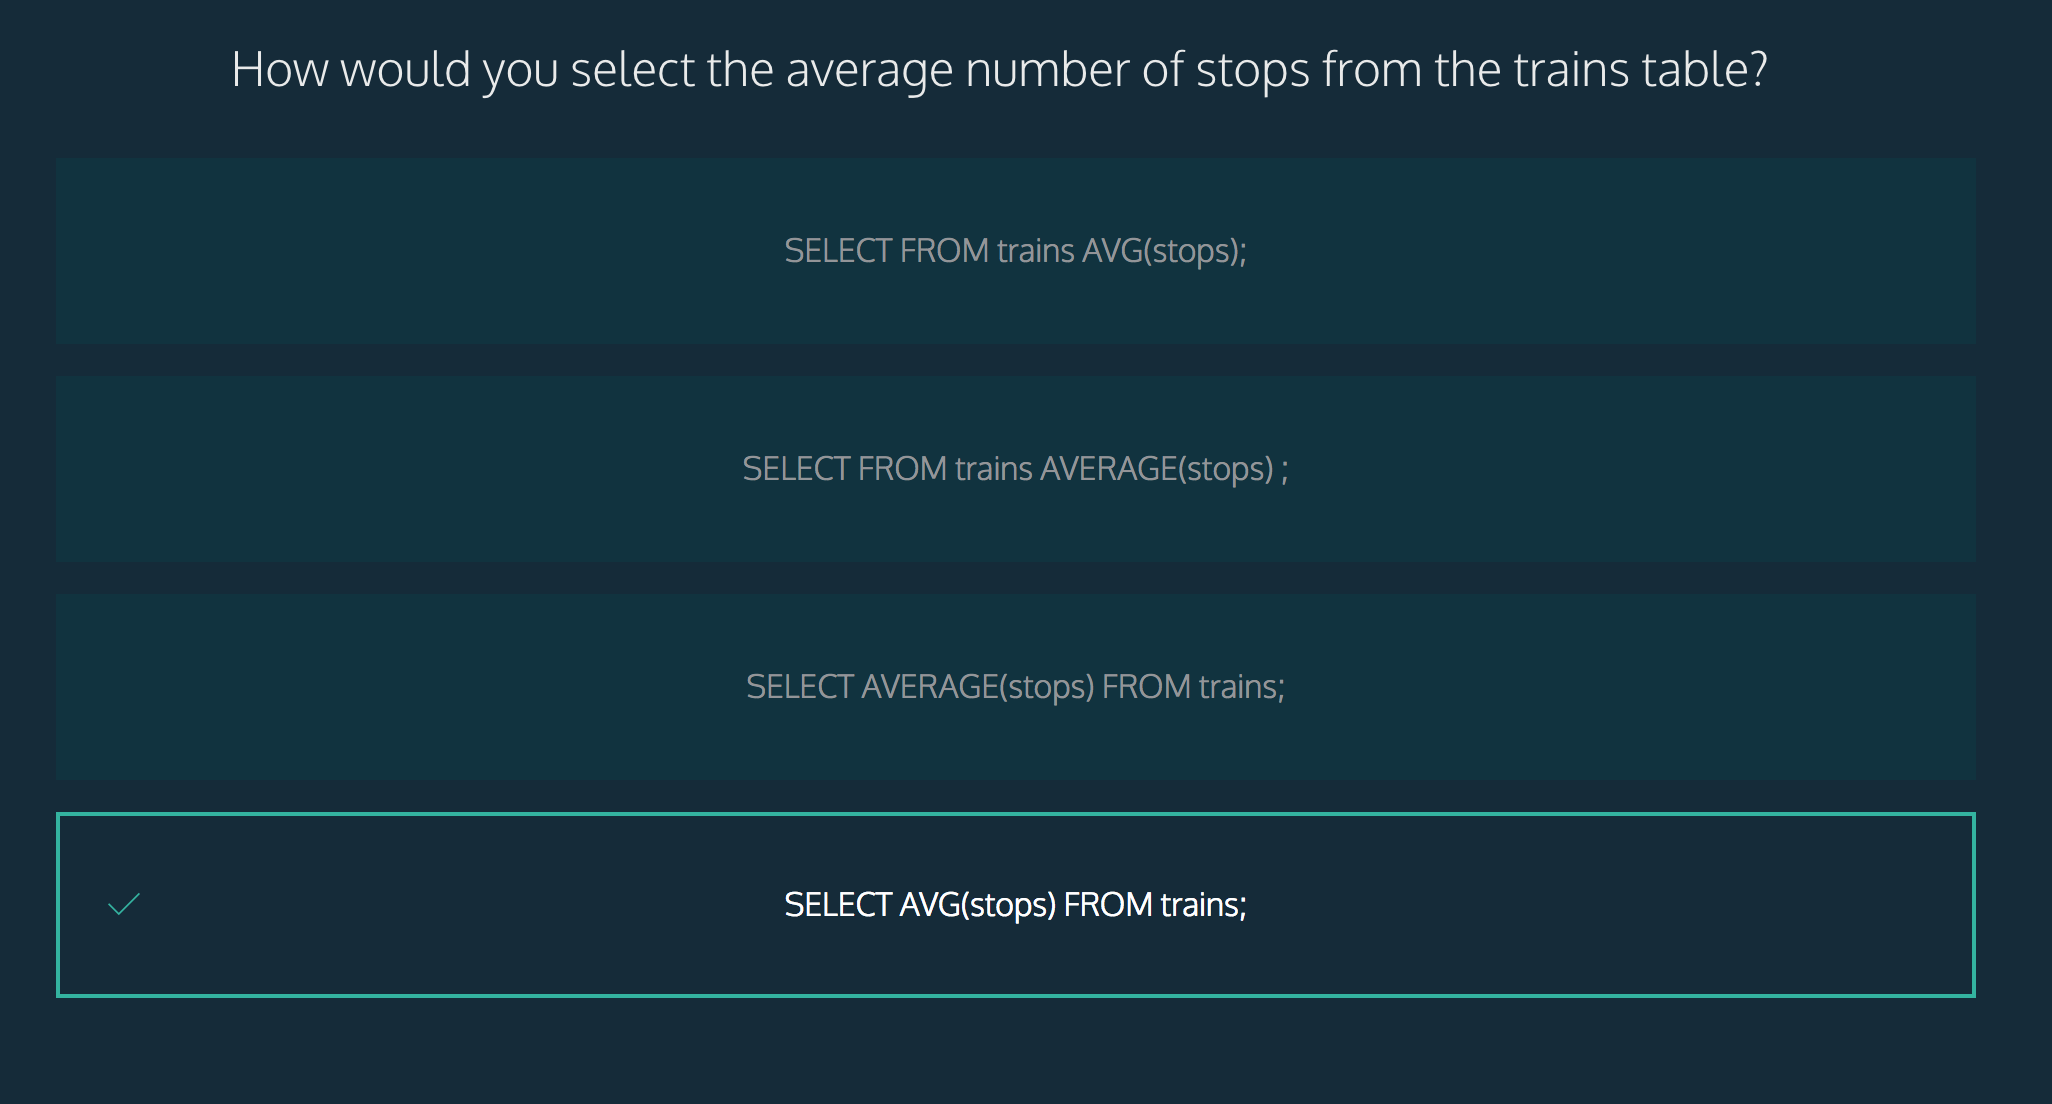 How would you select the average number of stops from the trains table?
SELECT FROM trains AVG(stops);
SELECT FROM trains AVERAGE(stops) ;
SELECT AVERAGE(stops) FROM trains;
SELECT AVG(stops) FROM trains;